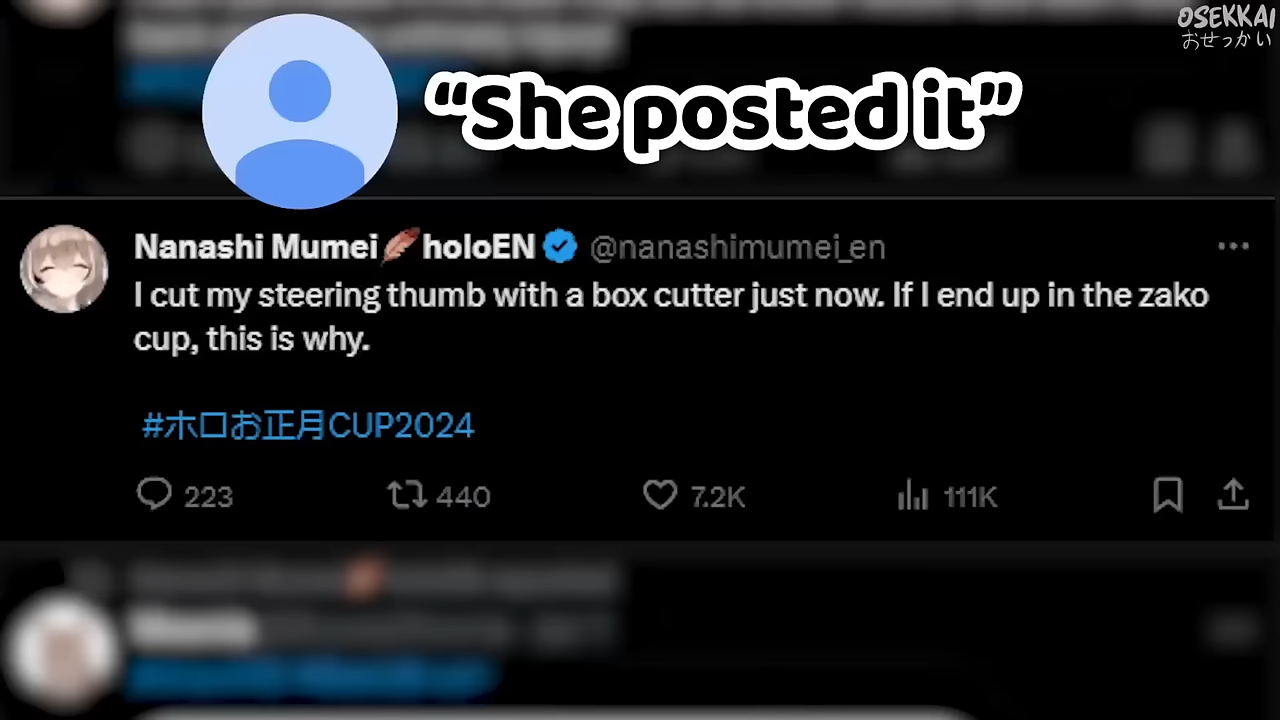 OSEKKAI
おせっかい
“She posted it”
Nanashi Mumei🪶holoEN @nanashimumei_en
I cut my steering thumb with a box cutter just now. If I end up in the zako
cup, this is why.
#ホロお正月CUP2024
223 440 7.2K 111K